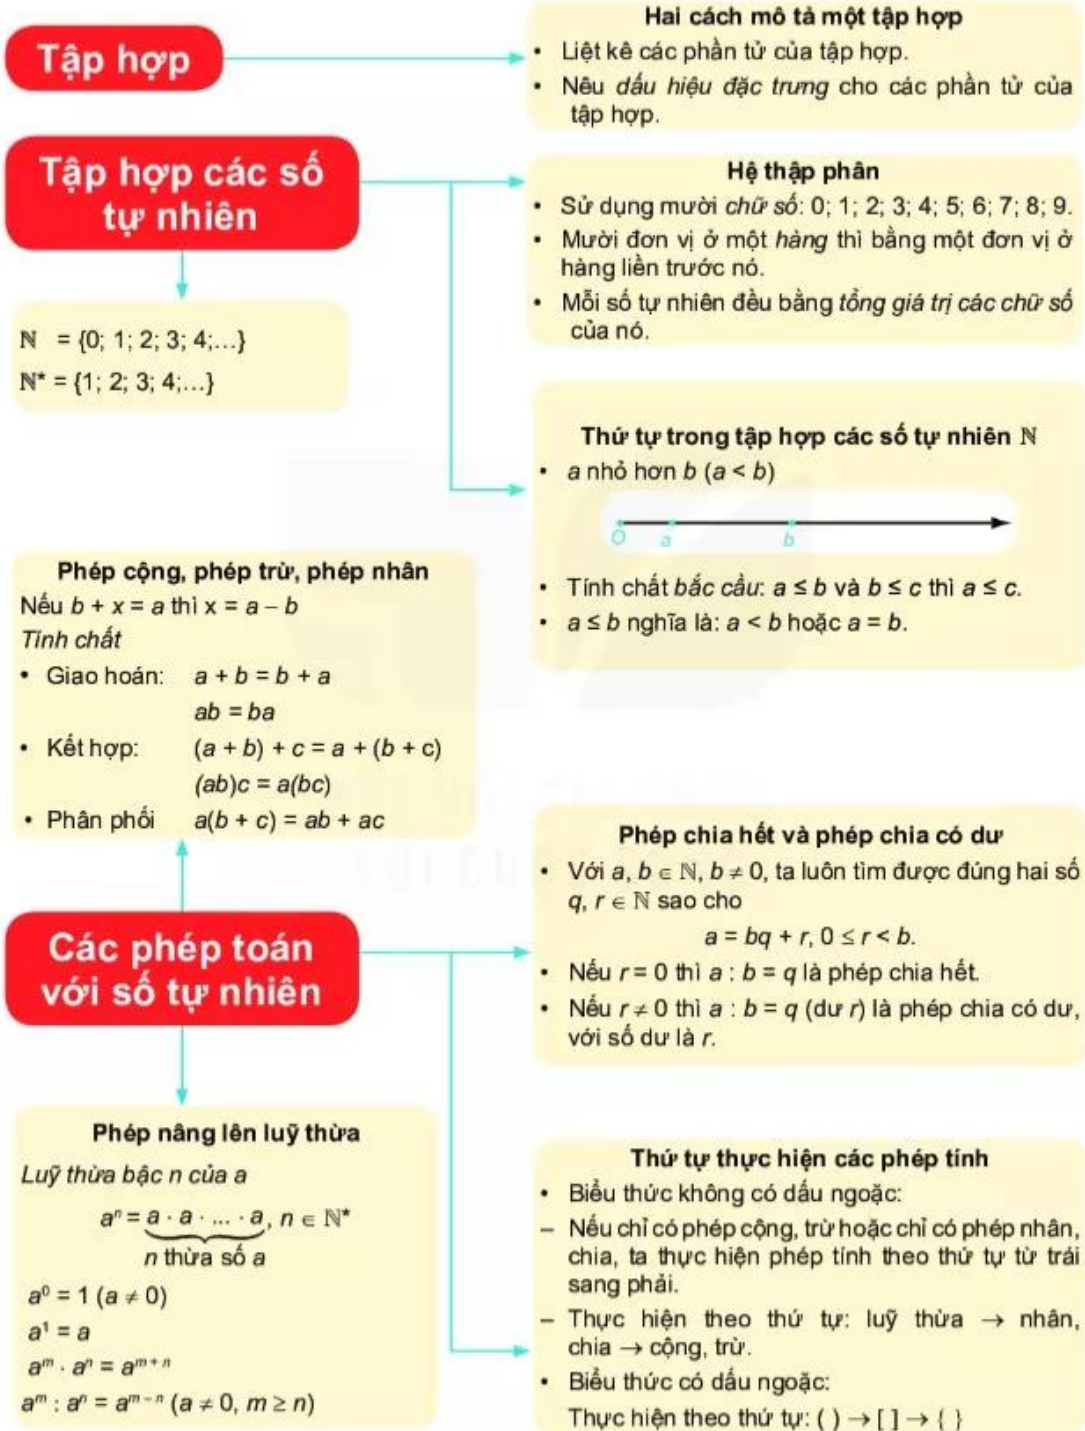 Tập hợp
Hai cách mô tả một tập hợp
• Liệt kê các phần tử của tập hợp.
• Nêu dấu hiệu đặc trưng cho các phần tử của
tập hợp.
Tập hợp các số
tự nhiên
ℕ = {0; 1; 2; 3; 4;...}
ℕ* = {1; 2; 3; 4;...}
Hệ thập phân
• Sử dụng mười chữ số: 0; 1; 2; 3; 4; 5; 6; 7; 8; 9.
• Mười đơn vị ở một hàng thì bằng một đơn vị ở
hàng liền trước nó.
• Mỗi số tự nhiên đều bằng tổng giá trị các chữ số
của nó.
Thứ tự trong tập hợp các số tự nhiên ℕ
• a nhỏ hơn b (a < b)
O a b
• Tính chất bắc cầu: a ≤ b và b ≤ c thì a ≤ c.
• a ≤ b nghĩa là: a < b hoặc a = b.
Phép cộng, phép trừ, phép nhân
Nếu b + x = a thì x = a – b
Tính chất
• Giao hoán: a + b = b + a
ab = ba
• Kết hợp: (a + b) + c = a + (b + c)
(ab)c = a(bc)
• Phân phối a(b + c) = ab + ac
Các phép toán
với số tự nhiên
Phép chia hết và phép chia có dư
• Với a, b ∈ ℕ, b ≠ 0, ta luôn tìm được đúng hai số
q, r ∈ ℕ sao cho
a = bq + r, 0 ≤ r < b.
• Nếu r = 0 thì a : b = q là phép chia hết.
• Nếu r ≠ 0 thì a : b = q (dư r) là phép chia có dư,
với số dư là r.
Phép nâng lên luỹ thừa
Luỹ thừa bậc n của a
aⁿ = a · a · ... · a, n ∈ ℕ*
n thừa số a
a⁰ = 1 (a ≠ 0)
a¹ = a
aᵐ . aⁿ = aᵐ⁺ⁿ
aᵐ : aⁿ = aᵐ⁻ⁿ (a ≠ 0, m ≥ n)
Thứ tự thực hiện các phép tính
• Biểu thức không có dấu ngoặc:
– Nếu chỉ có phép cộng, trừ hoặc chỉ có phép nhân,
chia, ta thực hiện phép tính theo thứ tự từ trái
sang phải.
– Thực hiện theo thứ tự: luỹ thừa → nhân,
chia → cộng, trừ.
• Biểu thức có dấu ngoặc:
Thực hiện theo thứ tự: ( ) → [ ] → { }